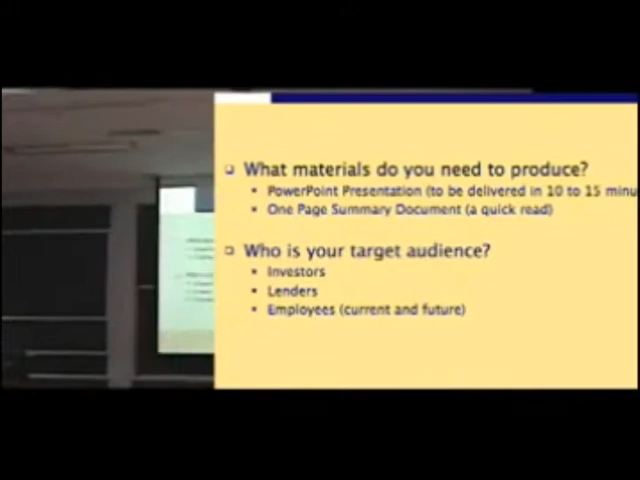 What materials do you need to produce?
PowerPoint Presentation (to be delivered in 10 to 15 minu
One Page Summary Document (a quick read)
Who is your target audience?
Investors
Lenders
Employees (current and future)